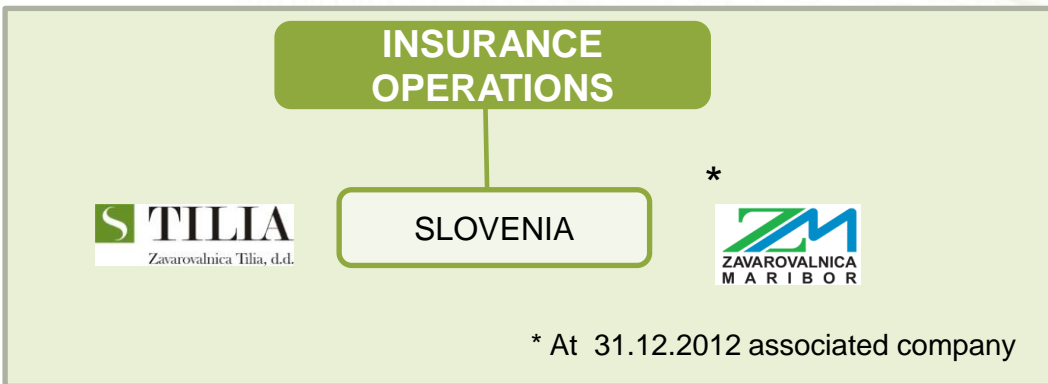 INSURANCE
OPERATIONS
*
S TILIA
Zavarovalnica Tilia, d.d.
SLOVENIA
ZM
ZAVAROVALNICA
MARIBOR
* At 31.12.2012 associated company